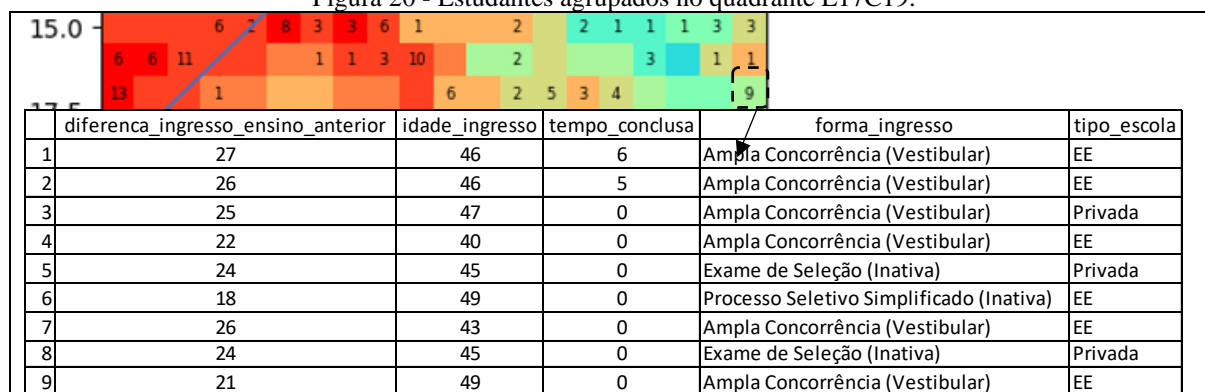 Figura 20 - Estudantes agrupados no quadrante L17C19.
15.0 6 2 8 3 3 6 1 2 2 1 1 1 3 3
6 6 11 1 1 3 10 2 3 1 1
13 1 6 2 5 3 4 9
17.5
diferenca_ingresso_ensino_anterior idade_ingresso tempo_conclusa forma_ingresso tipo_escola
1 27 46 6 Ampla Concorrência (Vestibular) EE
2 26 46 5 Ampla Concorrência (Vestibular) EE
3 25 47 0 Ampla Concorrência (Vestibular) Privada
4 22 40 0 Ampla Concorrência (Vestibular) EE
5 24 45 0 Exame de Seleção (Inativa) Privada
6 18 49 0 Processo Seletivo Simplificado (Inativa) EE
7 26 43 0 Ampla Concorrência (Vestibular) EE
8 24 45 0 Exame de Seleção (Inativa) Privada
9 21 49 0 Ampla Concorrência (Vestibular) EE